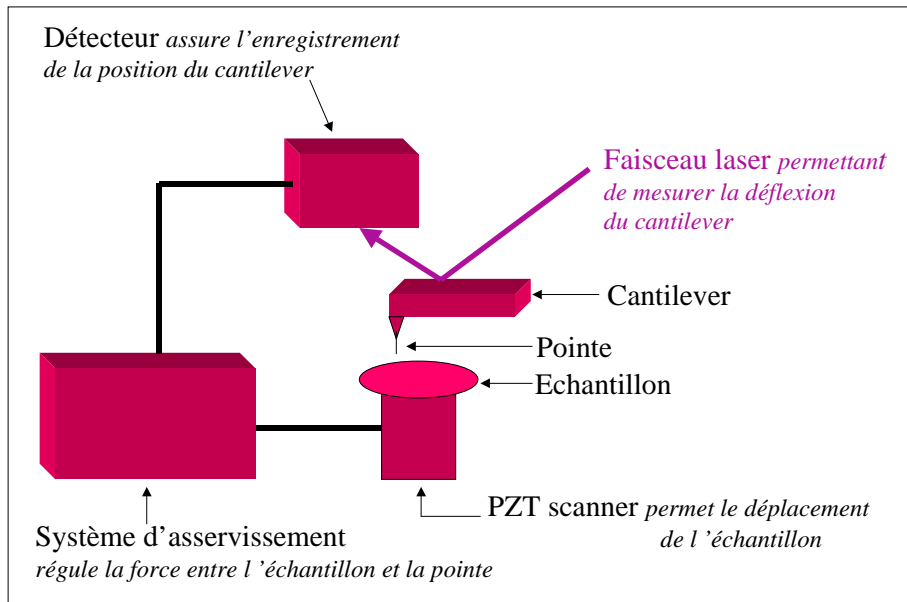 Détecteur assure l'enregistrement
de la position du cantilever
Faisceau laser permettant
de mesurer la déflexion
du cantilever
Cantilever
Pointe
Echantillon
PZT scanner permet le déplacement
de l 'échantillon
Système d'asservissement
régule la force entre l 'échantillon et la pointe